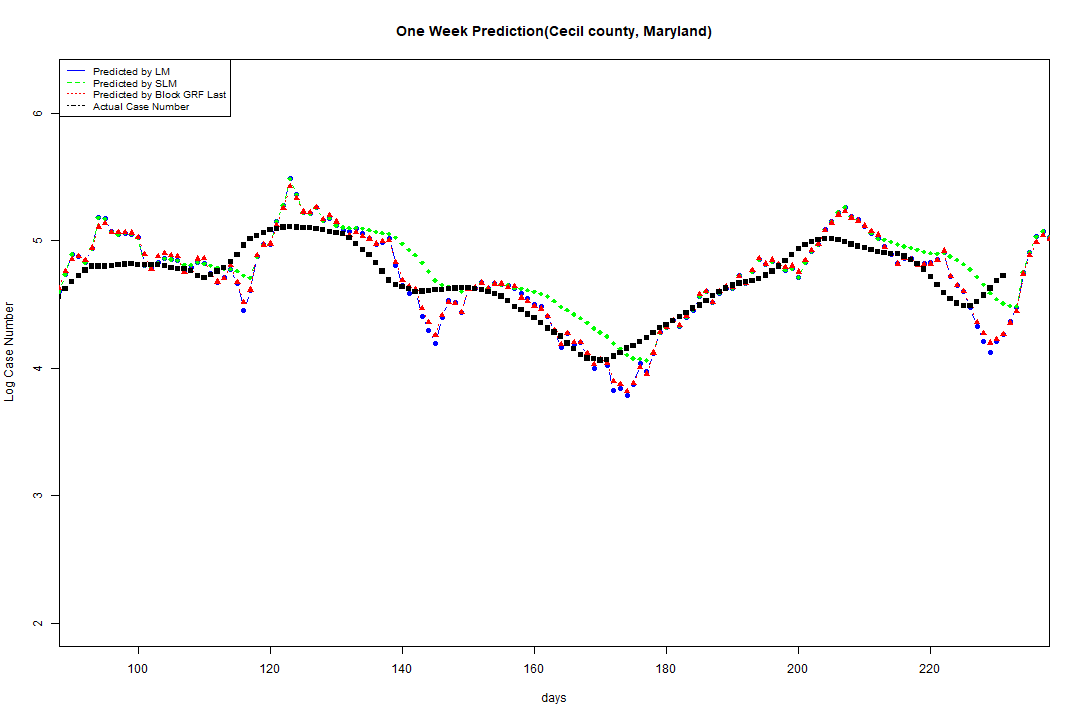 One Week Prediction(Cecil county, Maryland)
Predicted by LM
Predicted by SLM
Predicted by Block GRF Last
Actual Case Number
6
5
4
3
2
Log Case Number
100 120 140 160 180 200 220
days